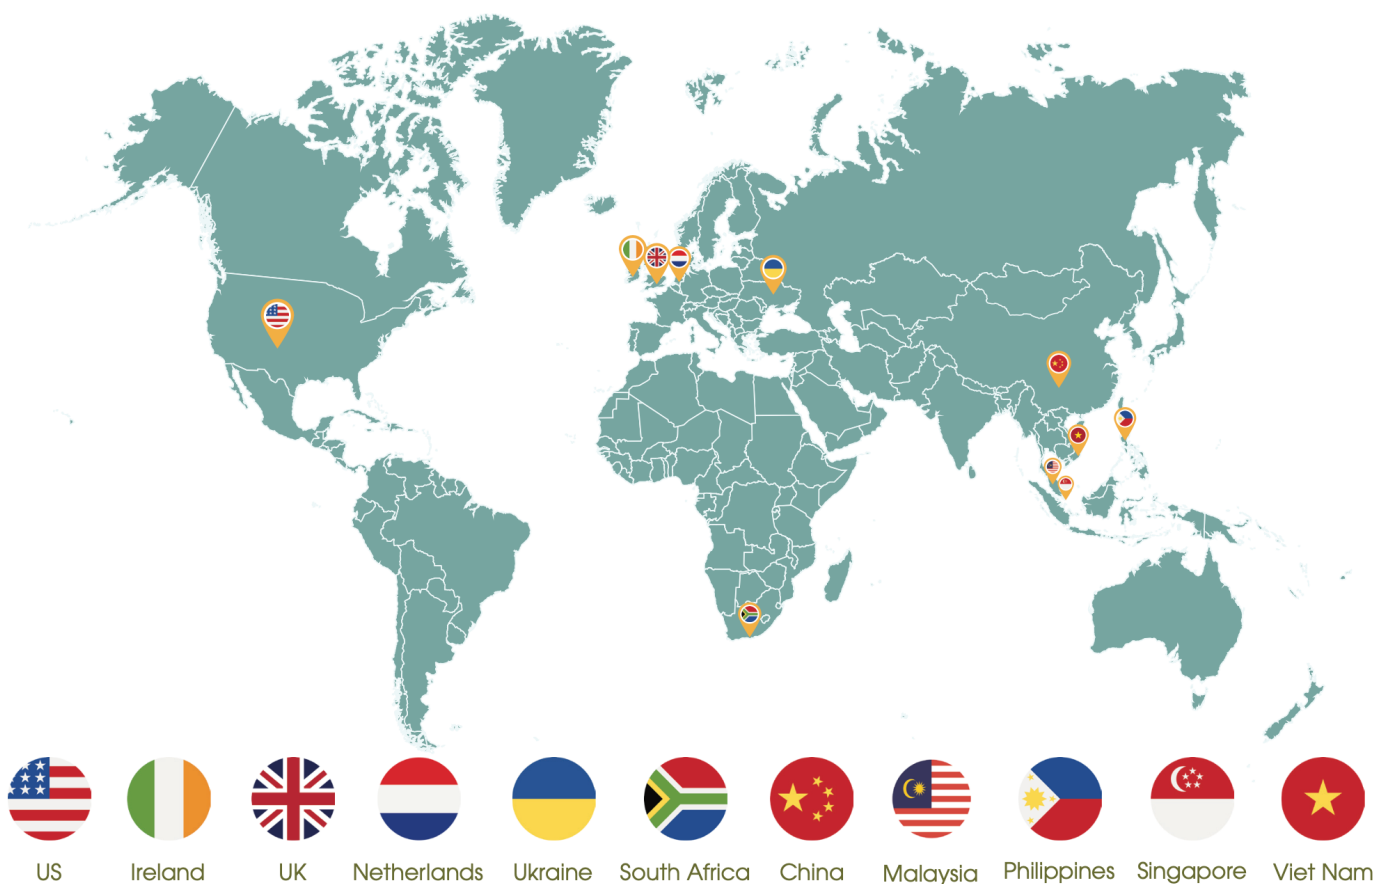 US
Ireland
UK
Netherlands
Ukraine
South Africa
China
Malaysia
Philippines
Singapore
Viet Nam